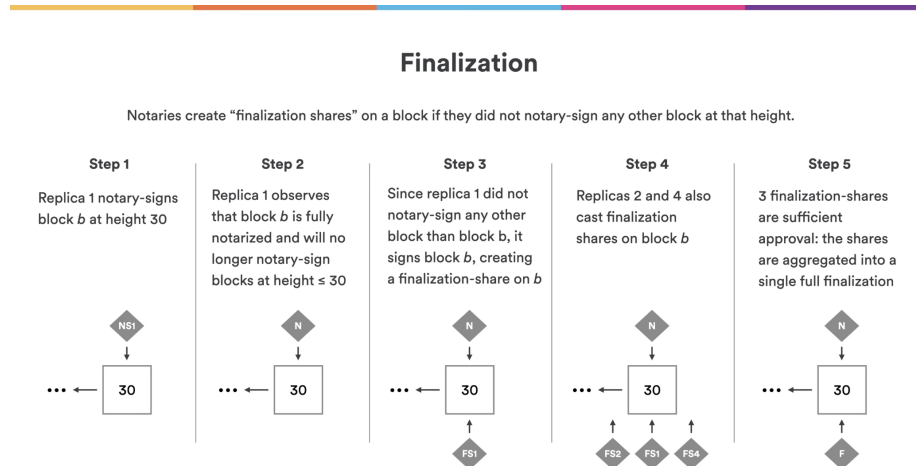 Finalization
Notaries create “finalization shares” on a block if they did not notary-sign any other block at that height.
Step 1
Replica 1 notary-signs
block b at height 30
NS1
30
Step 2
Replica 1 observes
that block b is fully
notarized and will no
longer notary-sign
blocks at height ≤ 30
N
30
Step 3
Since replica 1 did not
notary-sign any other
block than block b, it
signs block b, creating
a finalization-share on b
N
30
FS1
Step 4
Replicas 2 and 4 also
cast finalization
shares on block b
N
30
FS2 FS1 FS4
Step 5
3 finalization-shares
are sufficient
approval: the shares
are aggregated into a
single full finalization
N
30
F